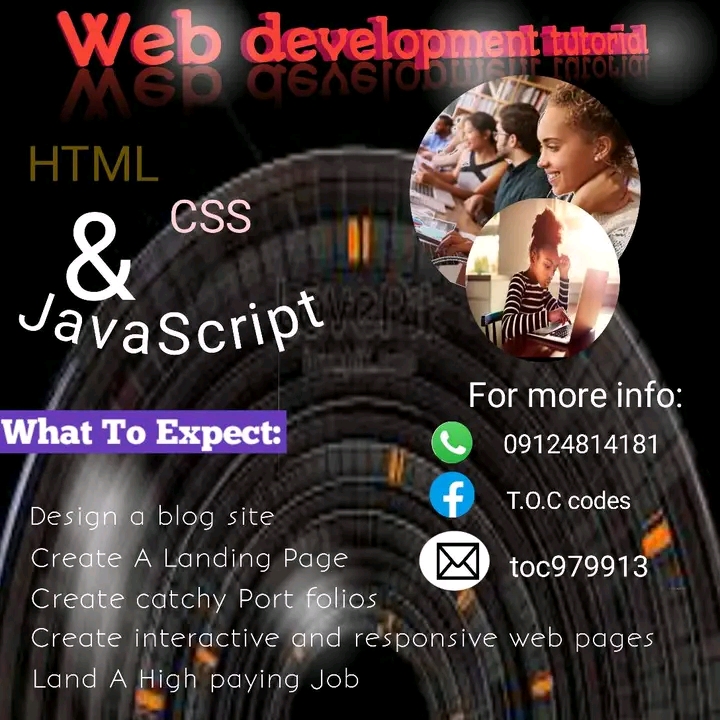 Web development tutorial
HTML
CSS
&
JavaScript
What To Expect:
Design a blog site
Create A Landing Page
Create catchy Port folios
Create interactive and responsive web pages
Land A High paying Job
For more info:
09124814181
T.O.C codes
toc979913